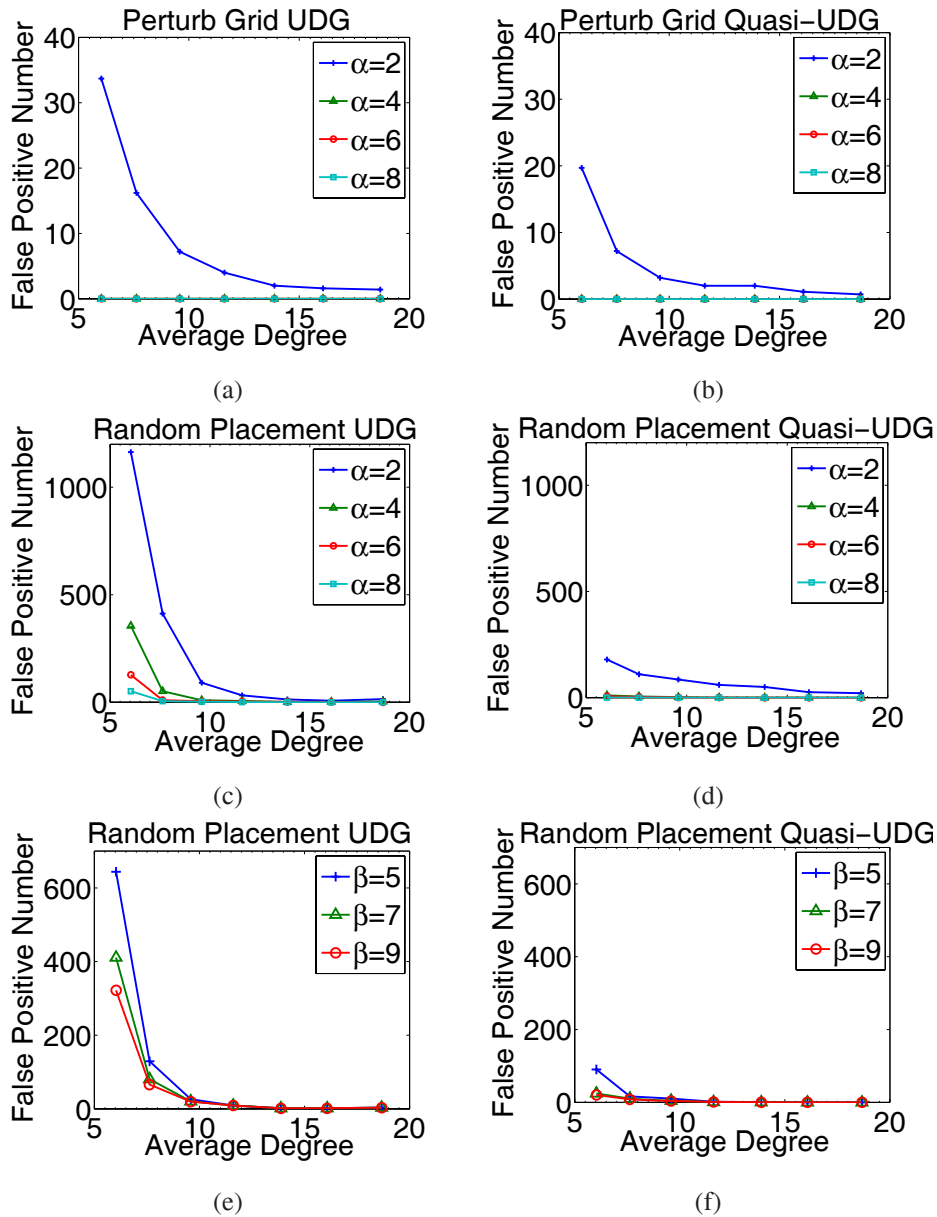 Perturb Grid UDG
False Positive Number
40
30
20
10
0
5
10
15
20
Average Degree
α=2
α=4
α=6
α=8
(a)
Perturb Grid Quasi-UDG
False Positive Number
40
30
20
10
0
5
10
15
20
Average Degree
α=2
α=4
α=6
α=8
(b)
Random Placement UDG
False Positive Number
1000
500
0
5
10
15
20
Average Degree
α=2
α=4
α=6
α=8
(c)
Random Placement Quasi-UDG
False Positive Number
1000
500
0
5
10
15
20
Average Degree
α=2
α=4
α=6
α=8
(d)
Random Placement UDG
False Positive Number
600
400
200
0
5
10
15
20
Average Degree
β=5
β=7
β=9
(e)
Random Placement Quasi-UDG
False Positive Number
600
400
200
0
5
10
15
20
Average Degree
β=5
β=7
β=9
(f)